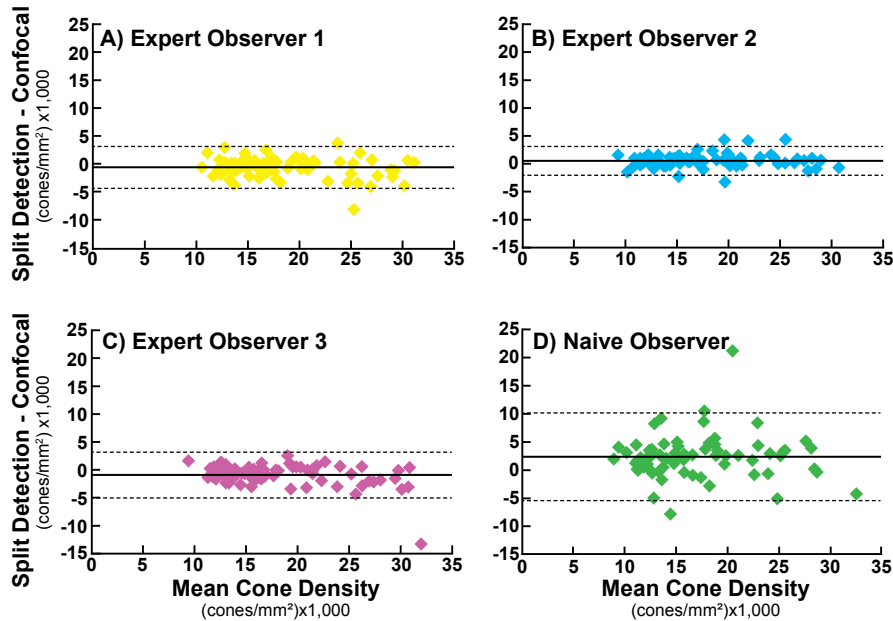 A) Expert Observer 1
B) Expert Observer 2
Split Detection - Confocal
(cones/mm²) x1,000
25
20
15
10
5
0
-5
-10
-15
0 5 10 15 20 25 30 35
25
20
15
10
5
0
-5
-10
-15
0 5 10 15 20 25 30 35
C) Expert Observer 3
D) Naive Observer
Split Detection - Confocal
(cones/mm²) x1,000
25
20
15
10
5
0
-5
-10
-15
0 5 10 15 20 25 30 35
Mean Cone Density
(cones/mm²)x1,000
25
20
15
10
5
0
-5
-10
-15
0 5 10 15 20 25 30 35
Mean Cone Density
(cones/mm²)x1,000